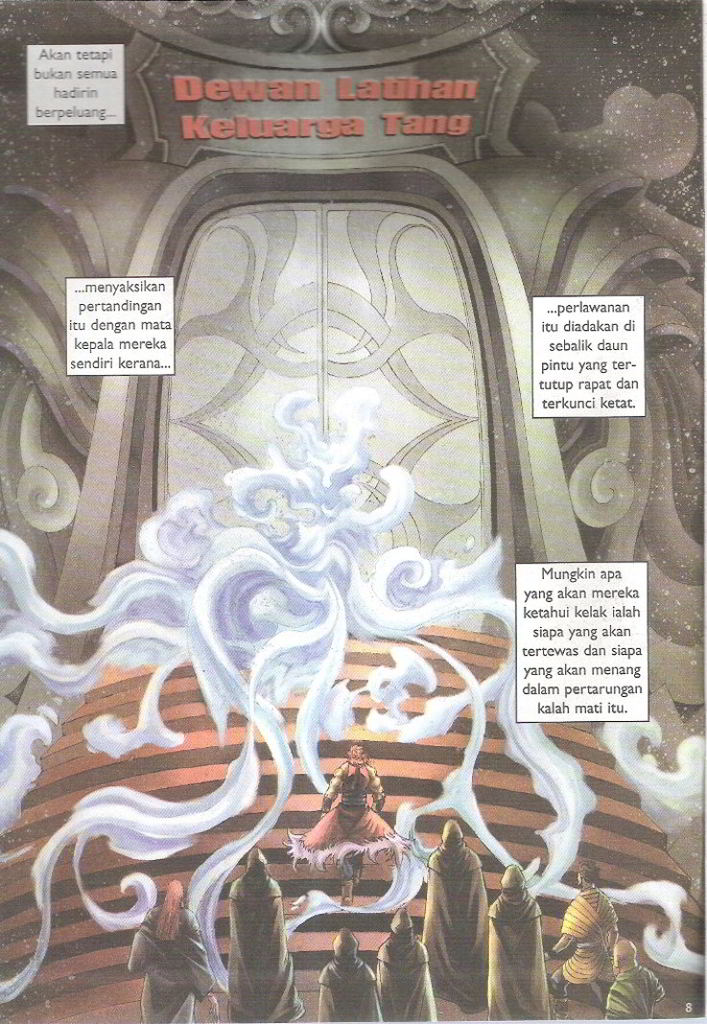 Akan tetapi
bukan semua
hadirin
berpeluang...
Dewan Latihan
Keluarga Tang
...menyaksikan
pertandingan
itu dengan mata
kepala mereka
sendiri kerana...
...perlawanan
itu diadakan di
sebalik daun
pintu yang ter-
tutup rapat dan
terkunci ketat.
Mungkin apa
yang akan mereka
ketahui kelak ialah
siapa yang akan
tertewas dan siapa
yang akan menang
dalam pertarungan
kalah mati itu.
8